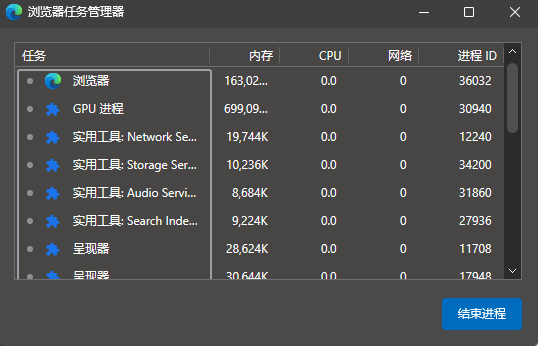 浏览器任务管理器
任务 内存 CPU 网络 进程 ID
浏览器 163,02... 0.0 0 36032
GPU 进程 699,09... 0.0 0 30940
实用工具: Network Se... 19,744K 0.0 0 12240
实用工具: Storage Ser... 10,236K 0.0 0 34200
实用工具: Audio Servi... 8,684K 0.0 0 31860
实用工具: Search Inde... 9,224K 0.0 0 27936
呈现器 28,624K 0.0 0 11708
呈现器 30,644K 0.0 0 17948
结束进程